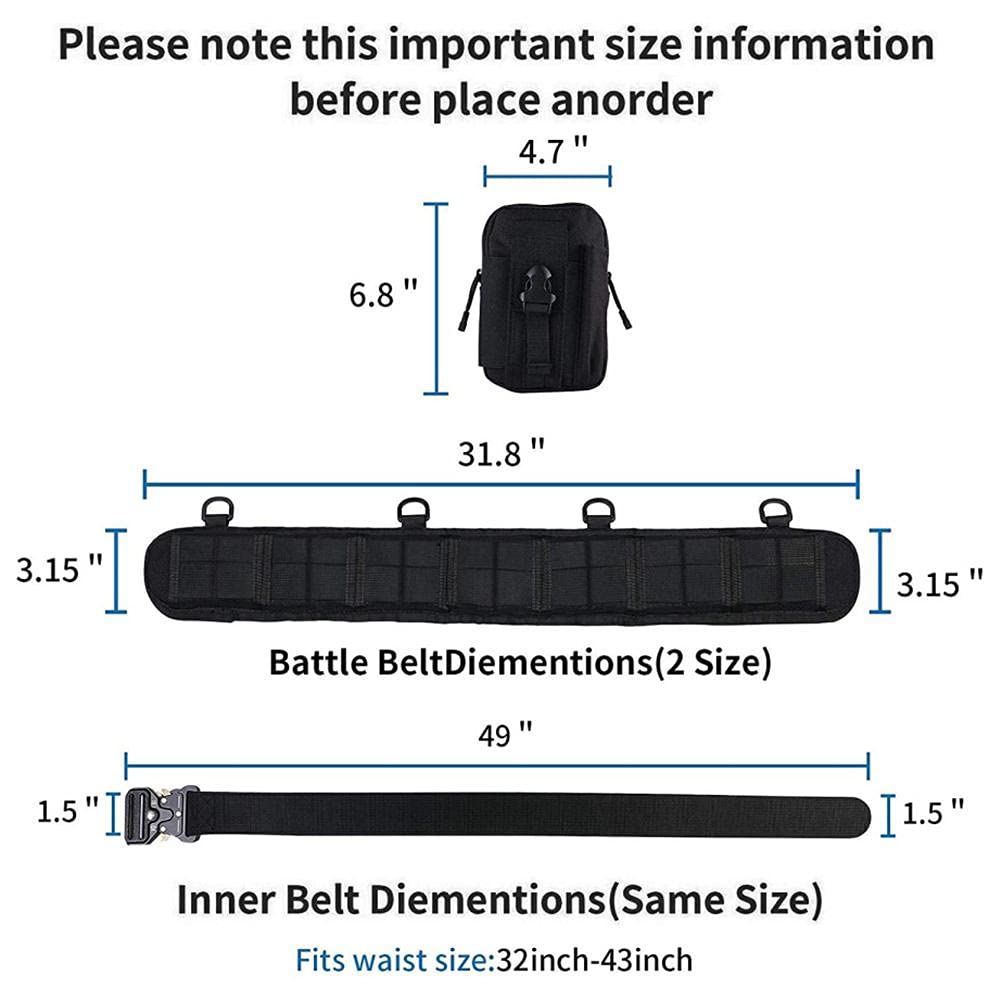 Please note this important size information
before place anorder
4.7 "
6.8 "
31.8 "
3.15 "
3.15 "
Battle BeltDiementions(2 Size)
49 "
1.5 "
1.5 "
Inner Belt Diementions(Same Size)
Fits waist size:32inch-43inch